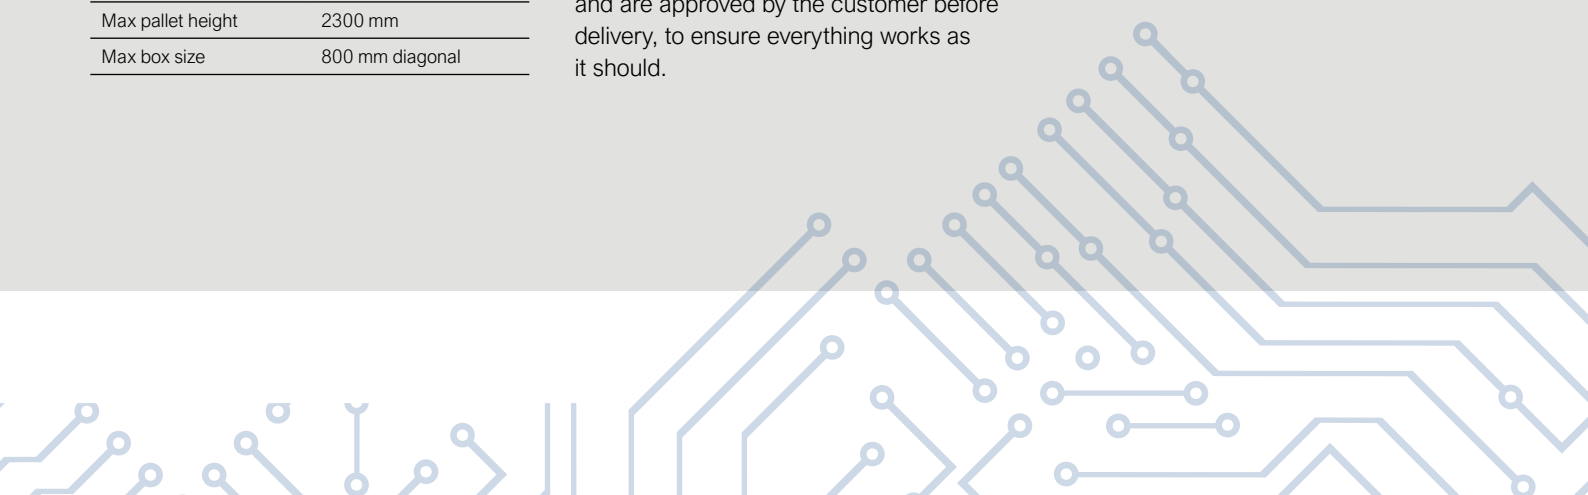 Max pallet height 2300 mm
Max box size 800 mm diagonal
and are approved by the customer before
delivery, to ensure everything works as
it should.